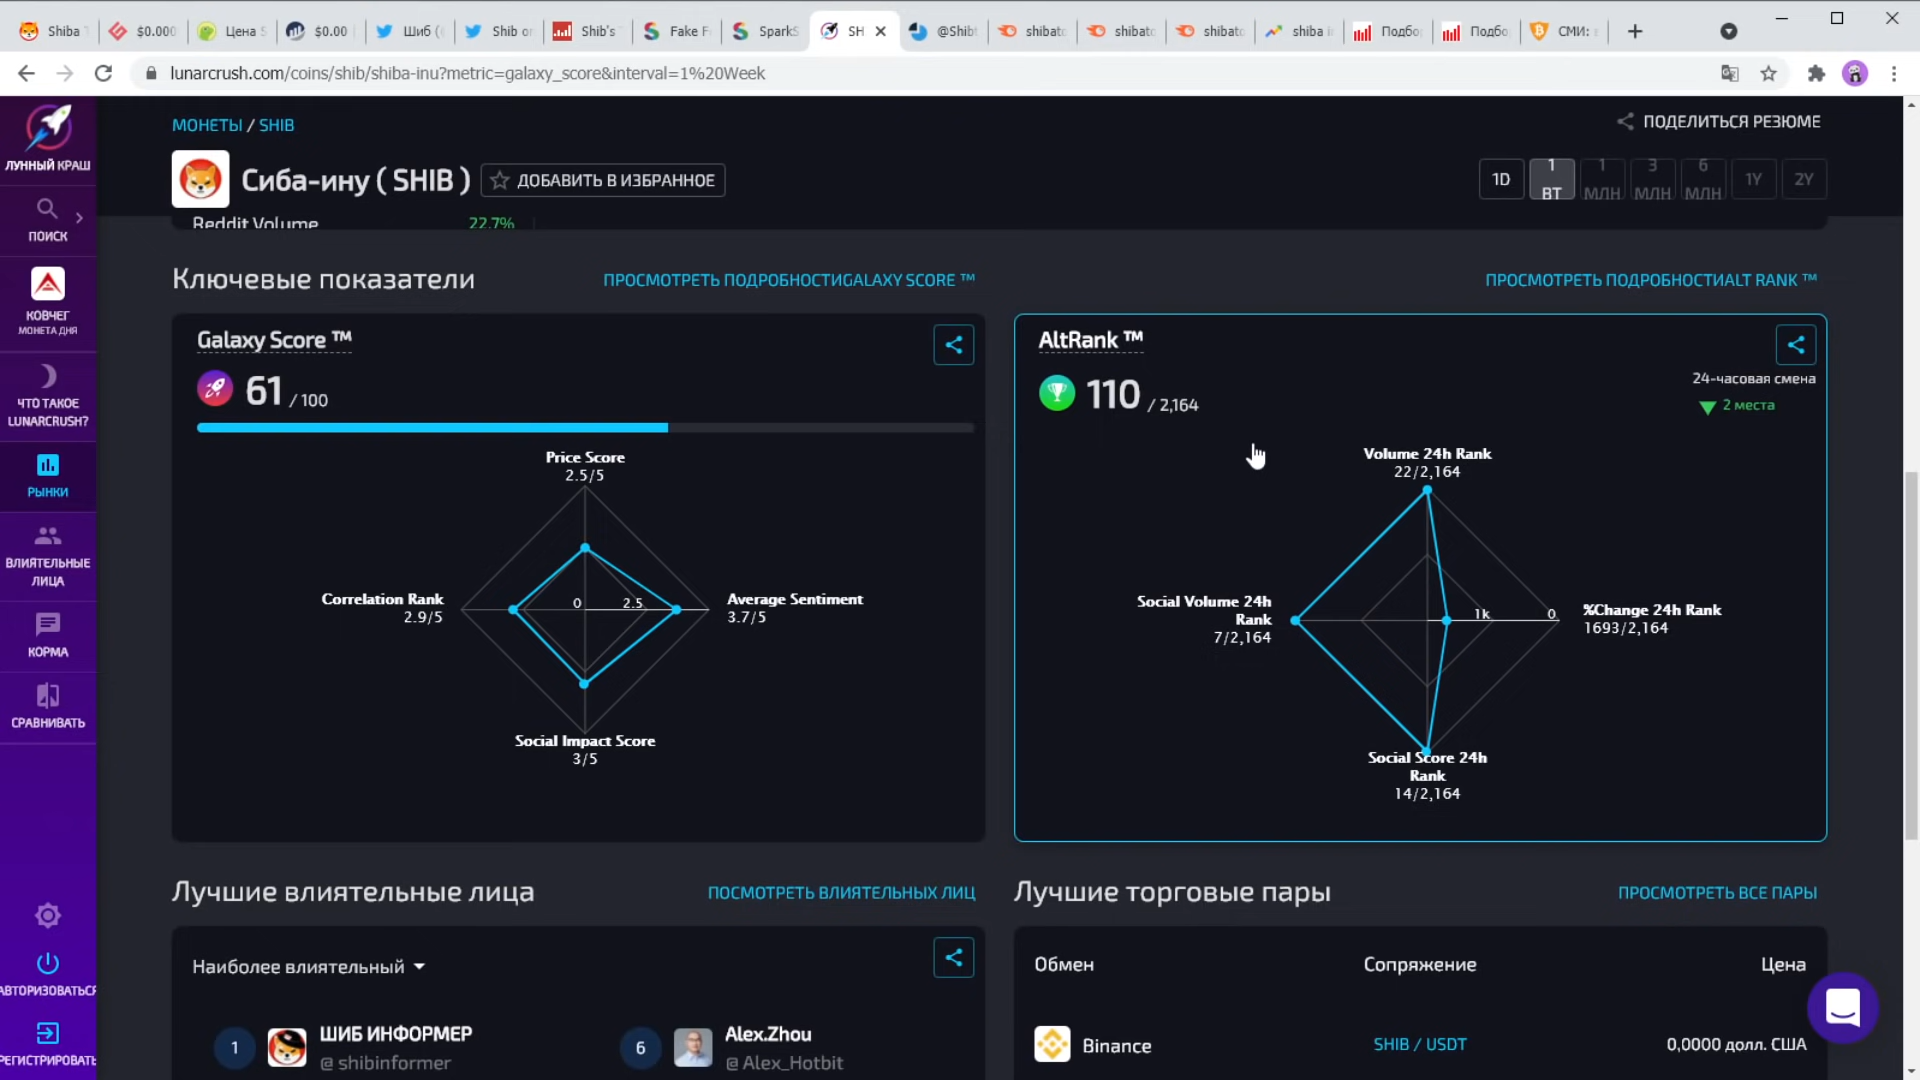 Shiba
$0.000
Цена S
$0.00
Шиб (
Shib on
Shib's
Fake F
SparkS
SH
@Shibt
shibato
shibato
shibato
shiba i
Подбо
Подбо
СМИ:
lunarcrush.com/coins/shib/shiba-inu?metric=galaxy_score&interval=1%20Week
ЛУННЫЙ КРАШ
ПОИСК
КОВЧЕГ
МОНЕТА ДНЯ
ЧТО ТАКОЕ
LUNARCRUSH?
РЫНКИ
ВЛИЯТЕЛЬНЫЕ
ЛИЦА
КОРМА
СРАВНИВАТЬ
АВТОРИЗОВАТЬСЯ
РЕГИСТРИРОВАТЬ
МОНЕТЫ / SHIB
ПОДЕЛИТЬСЯ РЕЗЮМЕ
Сиба-ину ( SHIB )
ДОБАВИТЬ В ИЗБРАННОЕ
1D
1 ВТ
1 МЛН
3 МЛН
6 МЛН
1Y
2Y
Reddit Volume 22.7%
Ключевые показатели
ПРОСМОТРЕТЬ ПОДРОБНОСТИGALAXY SCORE ™
ПРОСМОТРЕТЬ ПОДРОБНОСТИALT RANK ™
Galaxy Score ™
61 / 100
Price Score
2.5/5
Correlation Rank
2.9/5
0
2.5
Average Sentiment
3.7/5
Social Impact Score
3/5
AltRank ™
110 / 2,164
24-часовая смена
2 места
Volume 24h Rank
22/2,164
Social Volume 24h
Rank
7/2,164
1k
0
%Change 24h Rank
1693/2,164
Social Score 24h
Rank
14/2,164
Лучшие влиятельные лица
ПОСМОТРЕТЬ ВЛИЯТЕЛЬНЫХ ЛИЦ
Наиболее влиятельный
1
ШИБ ИНФОРМЕР
@ shibinformer
6
Alex.Zhou
@ Alex_Hotbit
Лучшие торговые пары
ПРОСМОТРЕТЬ ВСЕ ПАРЫ
Обмен
Сопряжение
Цена
Binance
SHIB / USDT
0,0000 долл. США